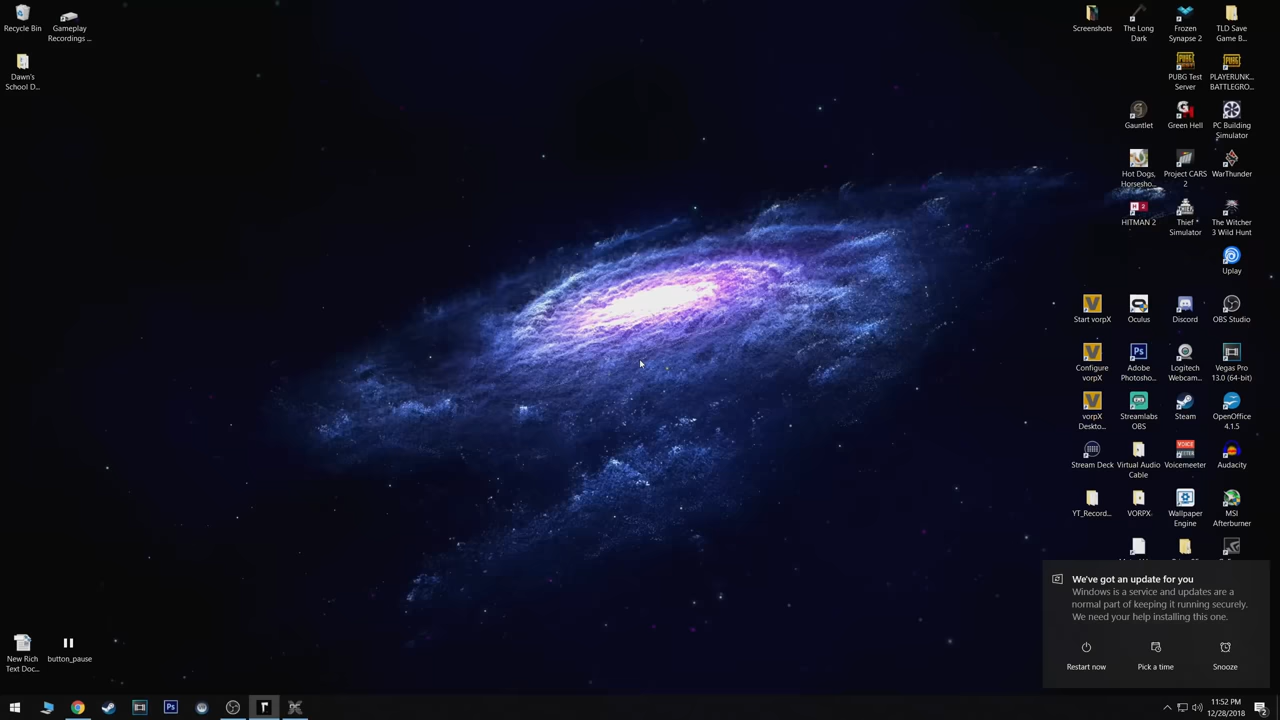 Recycle Bin
Gameplay
Recordings ...
Dawn's
School D...
Screenshots
The Long
Dark
Frozen
Synapse 2
TLD Save
Game B...
PUBG Test
Server
PLAYERUNK...
BATTLEGRO...
Gauntlet
Green Hell
PC Building
Simulator
Hot Dogs,
Horsesho...
Project CARS
2
WarThunder
HITMAN 2
Thief
Simulator
The Witcher
3 Wild Hunt
Uplay
Start vorpX
Oculus
Discord
OBS Studio
Configure
vorpX
Adobe
Photosho...
Logitech
Webcam...
Vegas Pro
13.0 (64-bit)
vorpX
Deskto...
Streamlabs
OBS
Steam
OpenOffice
4.1.5
Stream Deck
Virtual Audio
Cable
Voicemeeter
Audacity
YT_Record...
VORPX
Wallpaper
Engine
MSI
Afterburner
We've got an update for you
Windows is a service and updates are a
normal part of keeping it running securely.
We need your help installing this one.
Restart now
Pick a time
Snooze
New Rich
Text Doc...
button_pause
11:52 PM
12/28/2018
2